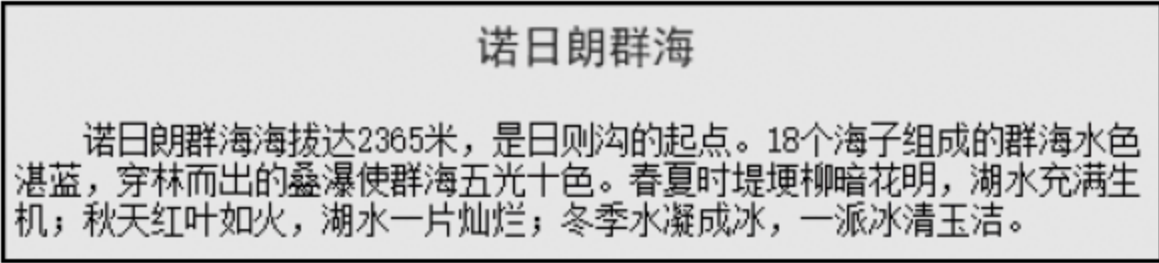 诺日朗群海
诺日朗群海海拔达2365米，是日则沟的起点。18个海子组成的群海水色
湛蓝，穿林而出的叠瀑使群海五光十色。春夏时堤埂柳暗花明，湖水充满生
机；秋天红叶如火，湖水一片灿烂；冬季水凝成冰，一派冰清玉洁。